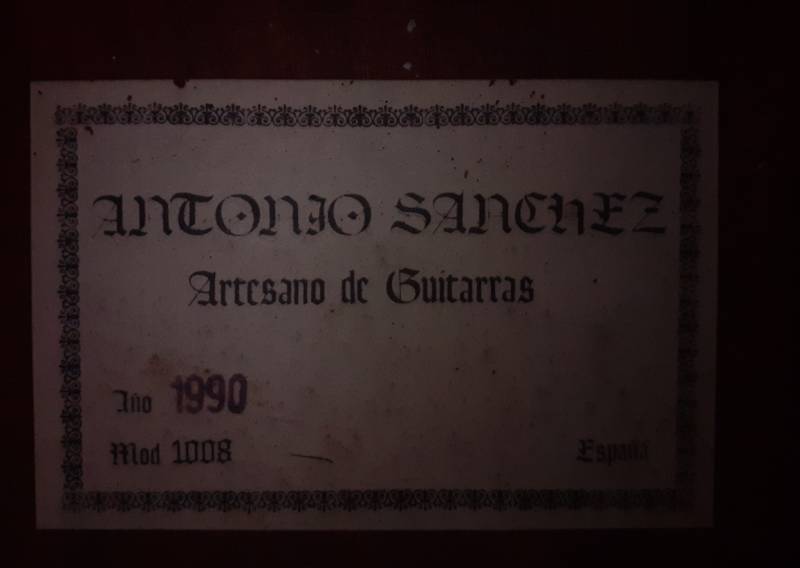 ANTONIO SANCHEZ
Artesano de Guitarras
Año 1990
Mod 1008
España